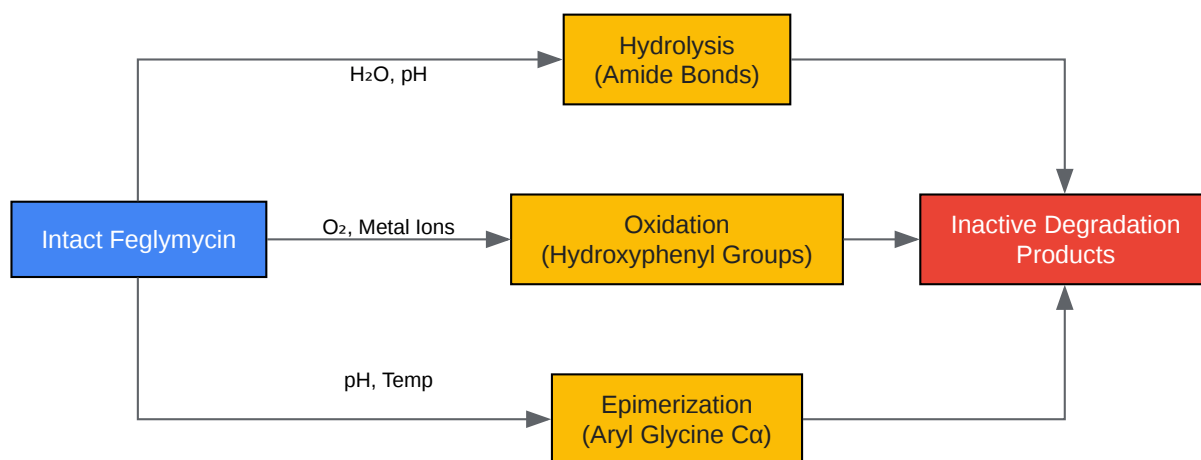 Hydrolysis
(Amide Bonds)
H₂O, pH
Intact Feglymycin
O₂, Metal Ions
Oxidation
(Hydroxyphenyl Groups)
Inactive Degradation
Products
pH, Temp
Epimerization
(Aryl Glycine Cα)